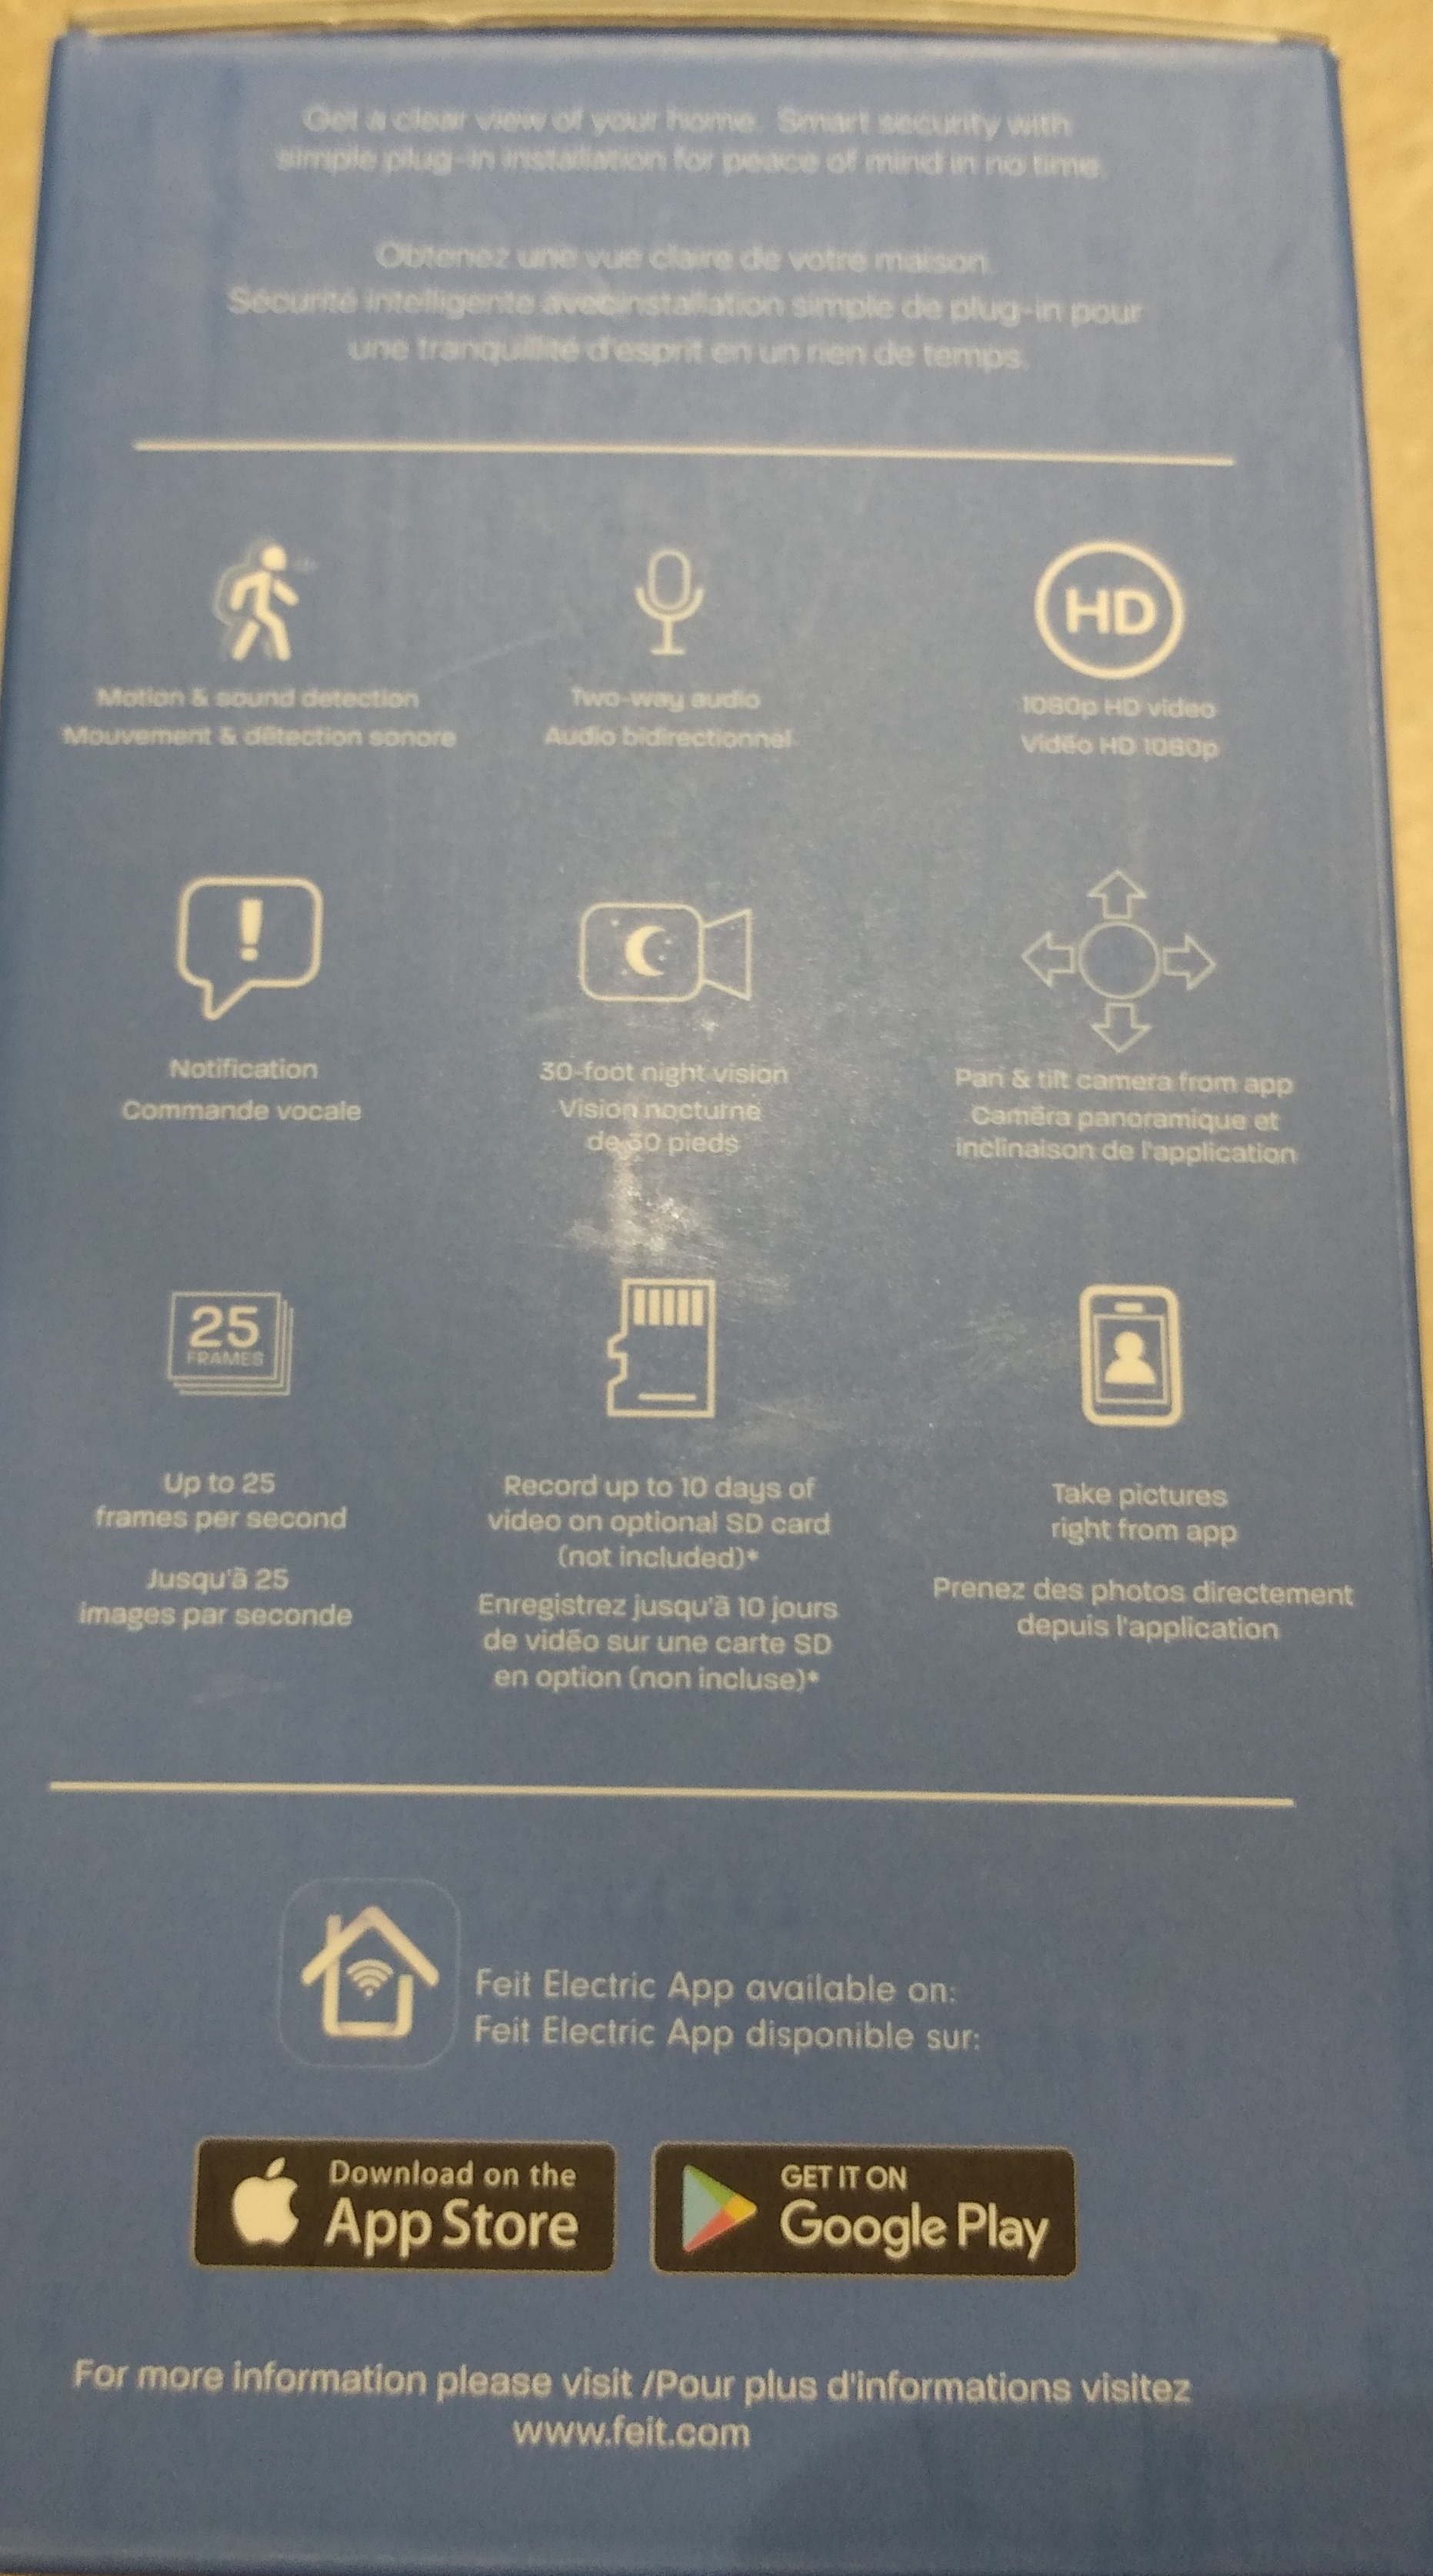 Get a clear view of your home. Smart security with
simple plug-in installation for peace of mind in no time.
Obtenez une vue claire de votre maison.
Sécurité intelligente avecinstallation simple de plug-in pour
une tranquillité d'esprit en un rien de temps.
HD
Motion & sound detection
Mouvement & détection sonore
Two-way audio
Audio bidirectionnel
1080p HD video
Vidéo HD 1080p
!
Notification
Commande vocale
30-foot night vision
Vision nocturne
de 30 pieds
Pan & tilt camera from app
Caméra panoramique et
inclinaison de l'application
25
FRAMES
Up to 25
frames per second
Jusqu'à 25
images par seconde
Record up to 10 days of
video on optional SD card
(not included)*
Enregistrez jusqu'à 10 jours
de vidéo sur une carte SD
en option (non incluse)*
Take pictures
right from app
Prenez des photos directement
depuis l'application
Feit Electric App available on:
Feit Electric App disponible sur:
Download on the
App Store
GET IT ON
Google Play
For more information please visit /Pour plus d'informations visitez
www.feit.com